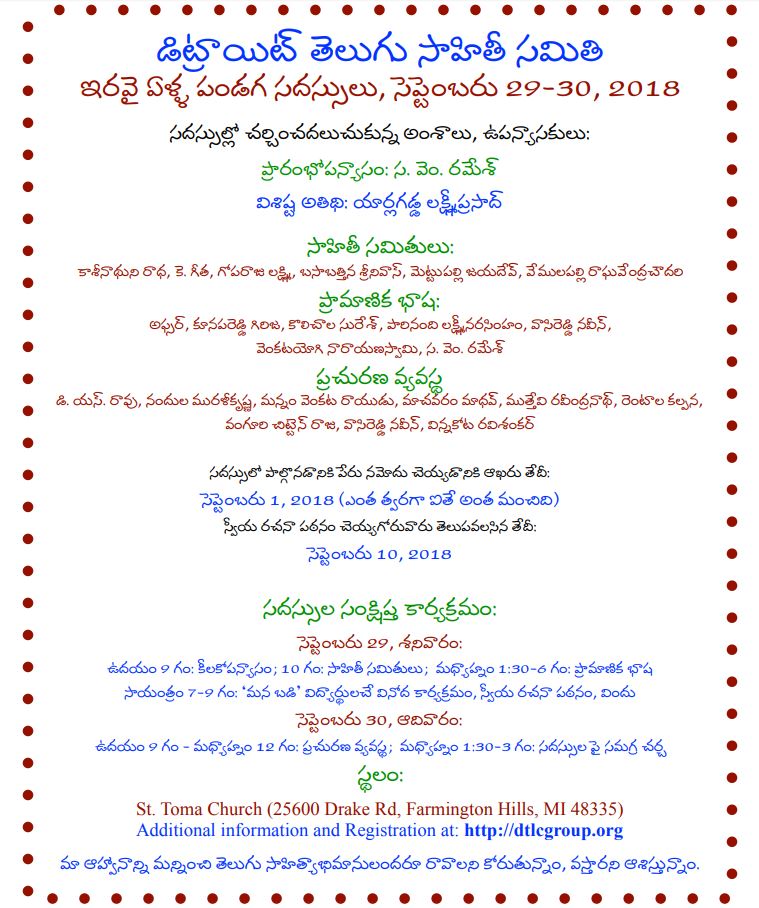 డిట్రాయిట్ తెలుగు సాహితీ సమితి
ఇరవై ఏళ్ళ పండగ సదస్సులు, సెప్టెంబరు 29-30, 2018
సదస్సుల్లో చర్చించదలుచుకున్న అంశాలు, ఉపన్యాసకులు:
ప్రారంభోపన్యాసం: స. వెం. రమేశ్
విశిష్ట అతిథి: యార్లగడ్డ లక్ష్మీప్రసాద్
సాహితీ సమితులు:
కాశీనాథుని రాధ, కె. గీత, గోపరాజు లక్ష్మి, బసాబత్తిన శ్రీనివాస్, మెట్టుపల్లి జయదేవ్, వేములపల్లి రాఘవేంద్రచౌదరి
ప్రామాణిక భాష:
అఫ్సర్, కూనపరెడ్డి గిరిజ, కొలిచాల సురేశ్, పారినంది లక్ష్మీనరసింహం, వాసిరెడ్డి నవీన్,
వెంకటయోగి నారాయణస్వామి, స. వెం. రమేశ్
ప్రచురణ వ్యవస్థ
డి. యస్. రావు, నందుల మురళీకృష్ణ, మన్నం వెంకట రాయుడు, మాచవరం మాధవ్, ముత్తేవి రవీంద్రనాథ్, రెంటాల కల్పన,
వంగూరి చిట్టెన్ రాజు, వాసిరెడ్డి నవీన్, విన్నకోట రవిశంకర్
సదస్సులో పాల్గొనడానికి పేరు నమోదు చెయ్యడానికి ఆఖరు తేదీ:
సెప్టెంబరు 1, 2018 (ఎంత త్వరగా ఐతే అంత మంచిది)
స్వీయ రచనా పఠనం చెయ్యగోరువారు తెలుపవలసిన తేదీ:
సెప్టెంబరు 10, 2018
సదస్సుల సంక్షిప్త కార్యక్రమం:
సెప్టెంబరు 29, శనివారం:
ఉదయం 9 గం: కీలకోపన్యాసం; 10 గం: సాహితీ సమితులు; మధ్యాహ్నం 1:30-6 గం: ప్రామాణిక భాష
సాయంత్రం 7-9 గం: ‘మన బడి’ విద్యార్థులచే వినోద కార్యక్రమం, స్వీయ రచనా పఠనం, విందు
సెప్టెంబరు 30, ఆదివారం:
ఉదయం 9 గం - మధ్యాహ్నం 12 గం: ప్రచురణ వ్యవస్థ; మధ్యాహ్నం 1:30-3 గం: సదస్సుల పై సమగ్ర చర్చ
స్థలం:
St. Toma Church (25600 Drake Rd, Farmington Hills, MI 48335)
Additional information and Registration at: http://dtlcgroup.org
మా ఆహ్వానాన్ని మన్నించి తెలుగు సాహిత్యాభిమానులందరూ రావాలని కోరుతున్నాం, వస్తారని ఆశిస్తున్నాం.